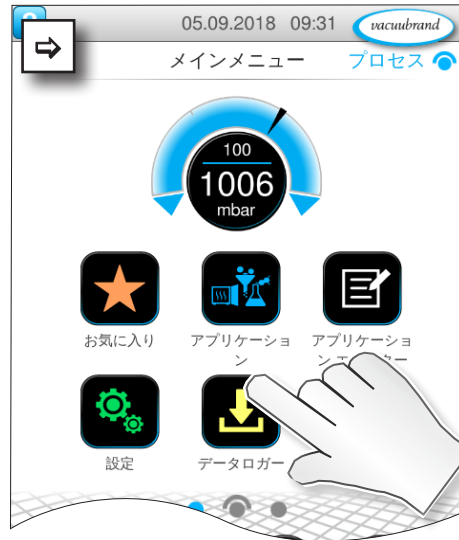 05.09.2018 09:31 vacuubrand
メインメニュー プロセス
100
1006
mbar
お気に入り
アプリケーショ
ン
アプリケーショ
ン
設定
データロガー